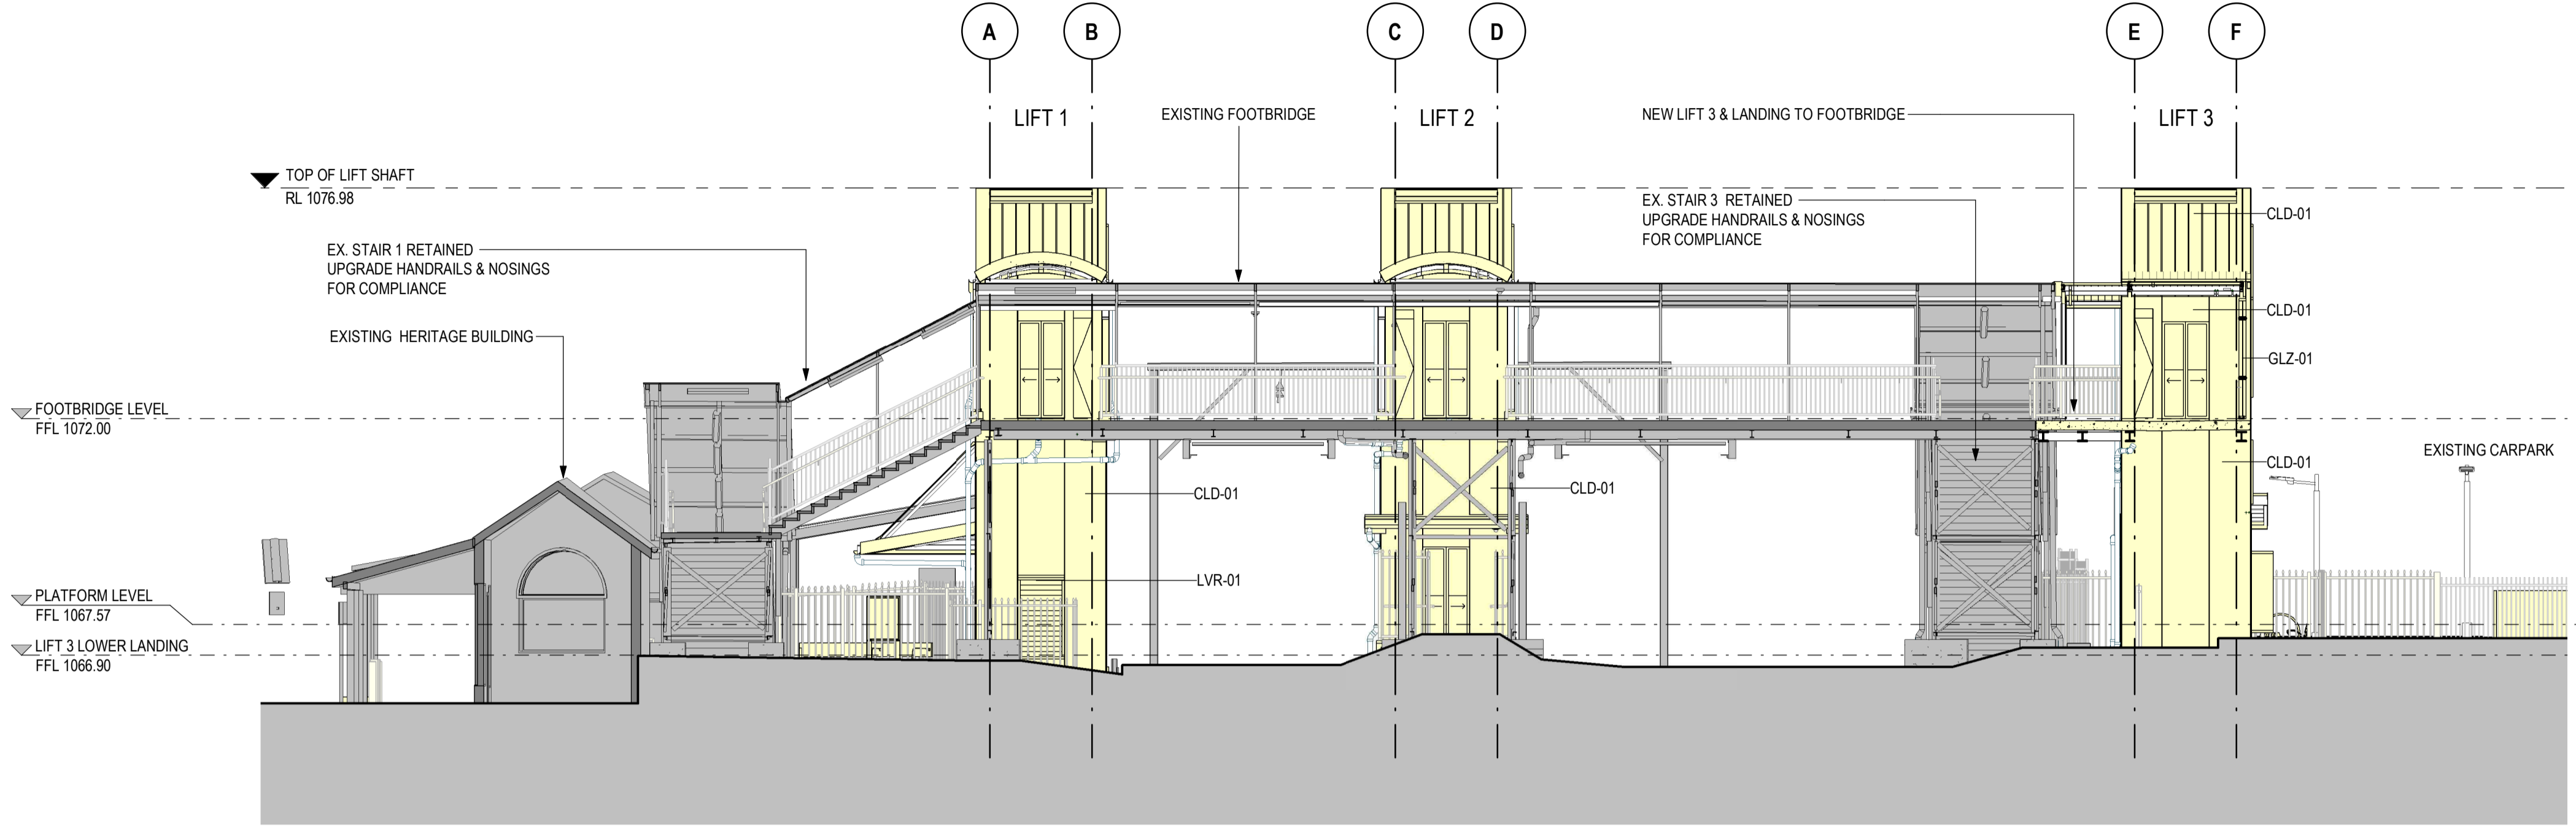 A
B
C
D
E
F
LIFT 1
EXISTING FOOTBRIDGE
LIFT 2
NEW LIFT 3 & LANDING TO FOOTBRIDGE
LIFT 3
TOP OF LIFT SHAFT
RL 1076.98
EX. STAIR 3  RETAINED
UPGRADE HANDRAILS & NOSINGS
FOR COMPLIANCE
CLD-01
EX. STAIR 1 RETAINED
UPGRADE HANDRAILS & NOSINGS
FOR COMPLIANCE
CLD-01
EXISTING  HERITAGE BUILDING
GLZ-01
FOOTBRIDGE LEVEL
FFL 1072.00
EXISTING CARPARK
CLD-01
CLD-01
CLD-01
LVR-01
PLATFORM LEVEL
FFL 1067.57
LIFT 3 LOWER LANDING
FFL 1066.90